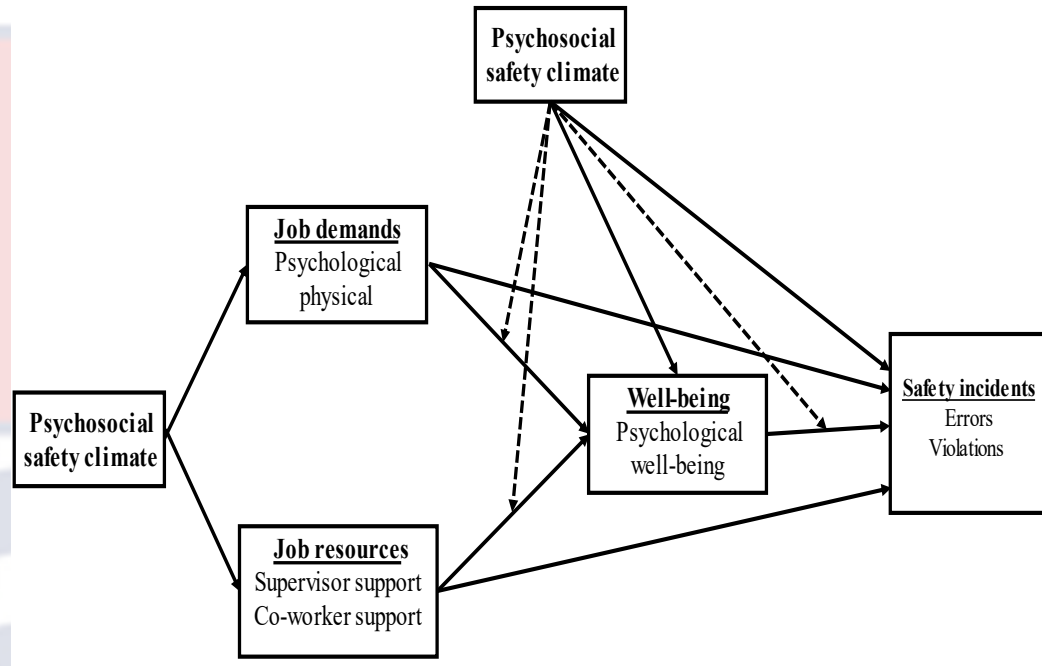 Psychosocial
safety climate
Job demands
Psychological
physical
Psychosocial
safety climate
Well-being
Psychological
well-being
Safety incidents
Errors
Violations
Job resources
Supervisor support
Co-worker support